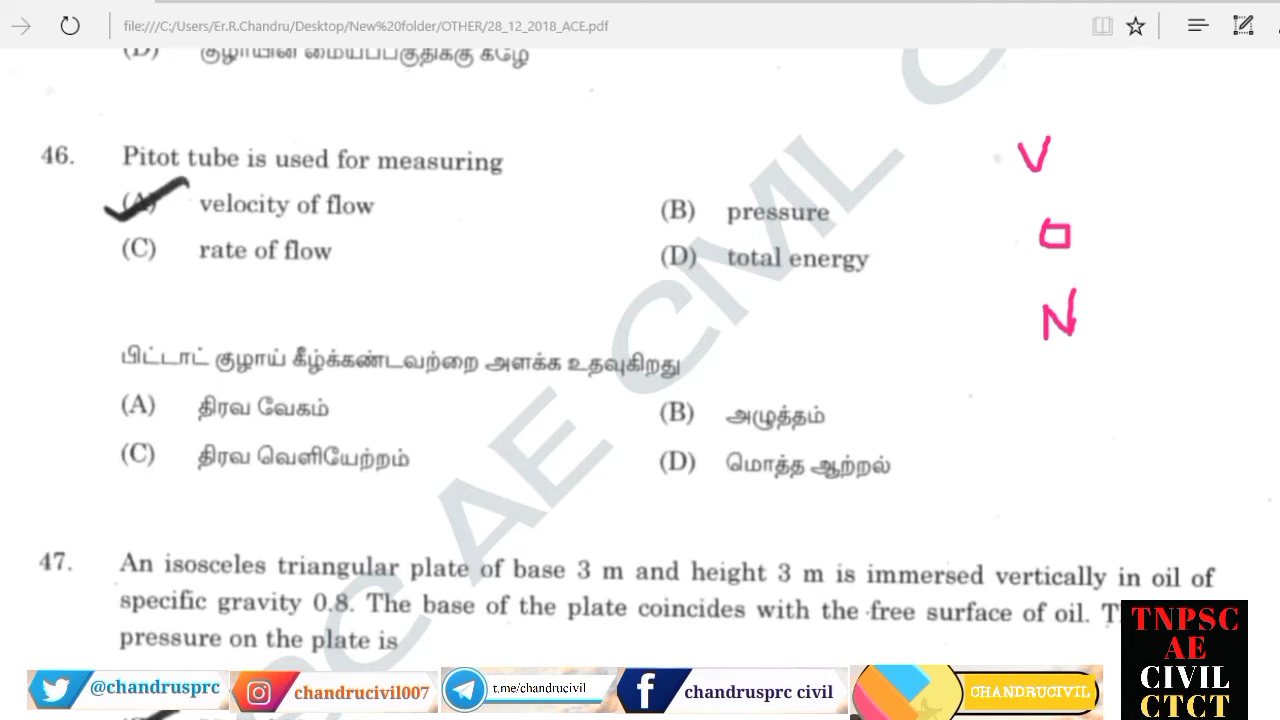 file:///C:/Users/Er.R.Chandru/Desktop/New%20folder/OTHER/28_12_2018_ACE.pdf
(D) குழாயின் மையப்பகுதிக்கு கீழே
46. Pitot tube is used for measuring
(A) velocity of flow
(B) pressure
(C) rate of flow
(D) total energy
V
O
N
பிட்டாட் குழாய் கீழ்க்கண்டவற்றை அளக்க உதவுகிறது
(A) திரவ வேகம்
(B) அழுத்தம்
(C) திரவ வெளியேற்றம்
(D) மொத்த ஆற்றல்
47. An isosceles triangular plate of base 3 m and height 3 m is immersed vertically in oil of
specific gravity 0.8. The base of the plate coincides with the free surface of oil.
pressure on the plate is
AE CIVIL
TNPSC
AE
CIVIL
CTCT
@chandrusprc
chandrucivil007
t.me/chandrucivil
chandrusprc civil
CHANDRUCIVIL